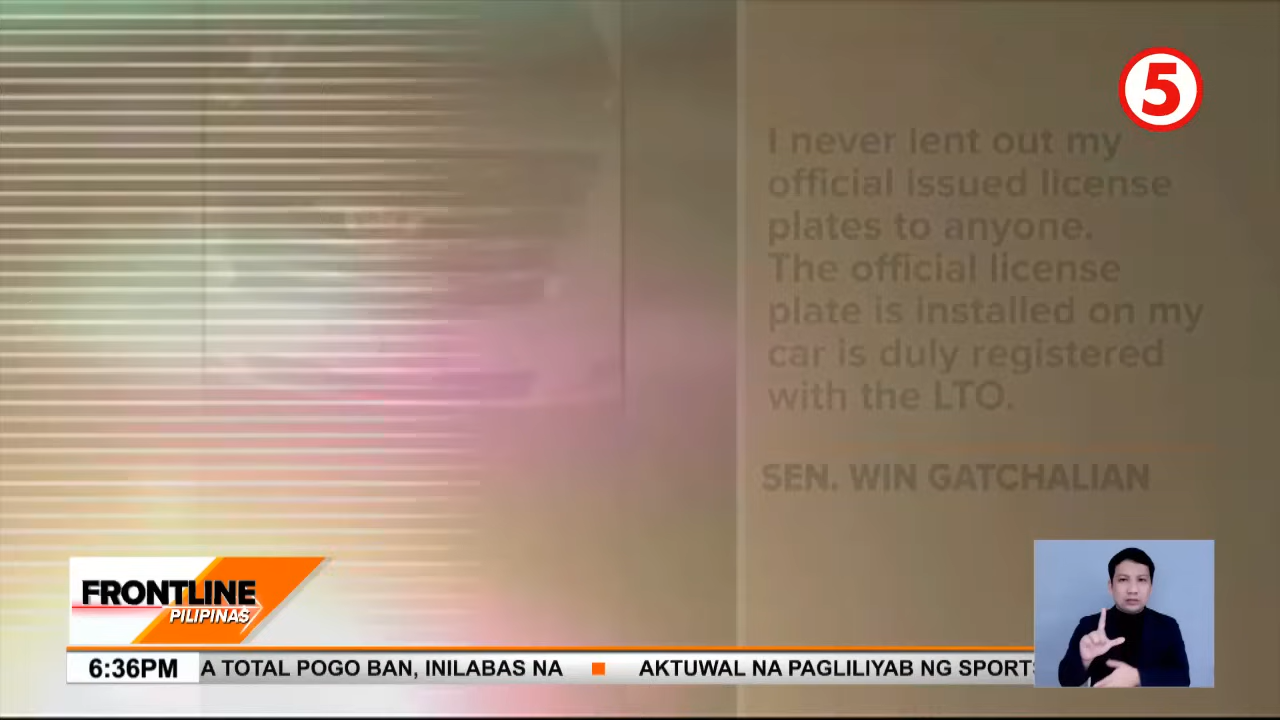 5
I never lent out my
official issued license
plates to anyone.
The official license
plate is installed on my
car is duly registered
with the LTO.
SEN. WIN GATCHALIAN
FRONTLINE
PILIPINAS
6:36PM A TOTAL POGO BAN, INILABAS NA ■ AKTUWAL NA PAGLILIYAB NG SPORTS